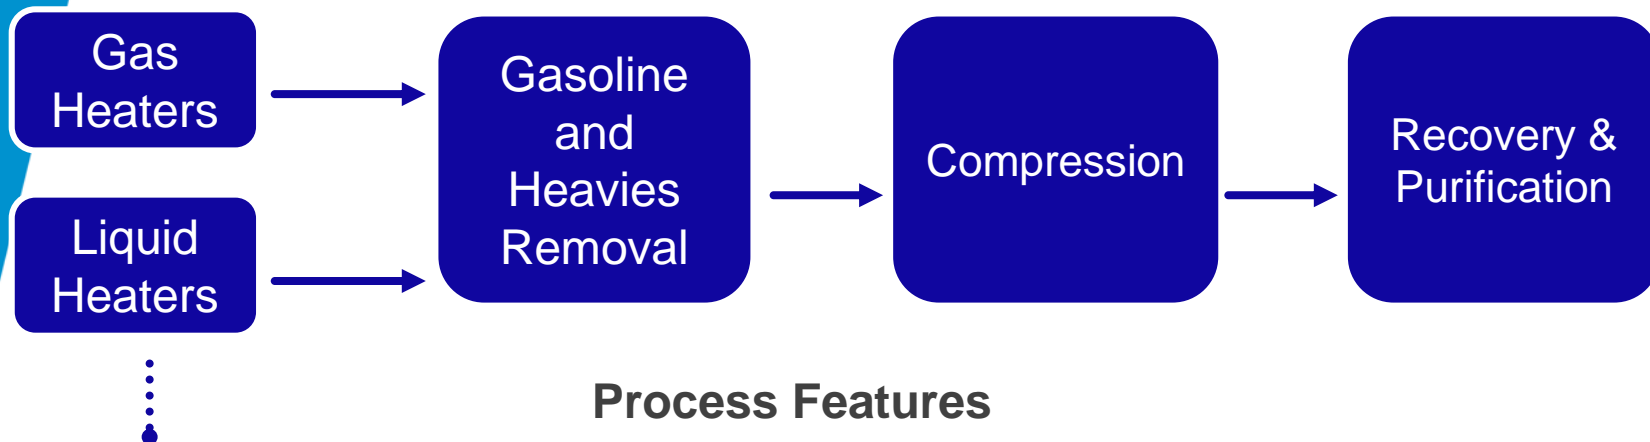 Gas
Heaters
Liquid
Heaters
Gasoline
and
Heavies
Removal
Compression
Recovery &
Purification
Process Features